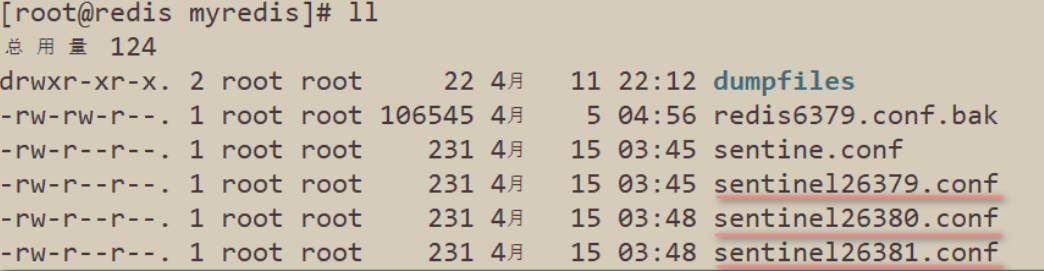 [root@redis myredis]# ll
总用量 124
drwxr-xr-x. 2 root root     22 4月   11 22:12 dumpfiles
-rw-rw-r--. 1 root root 106545 4月    5 04:56 redis6379.conf.bak
-rw-r--r--. 1 root root    231 4月   15 03:45 sentine.conf
-rw-r--r--. 1 root root    231 4月   15 03:45 sentinel26379.conf
-rw-r--r--. 1 root root    231 4月   15 03:48 sentinel26380.conf
-rw-r--r--. 1 root root    231 4月   15 03:48 sentinel26381.conf